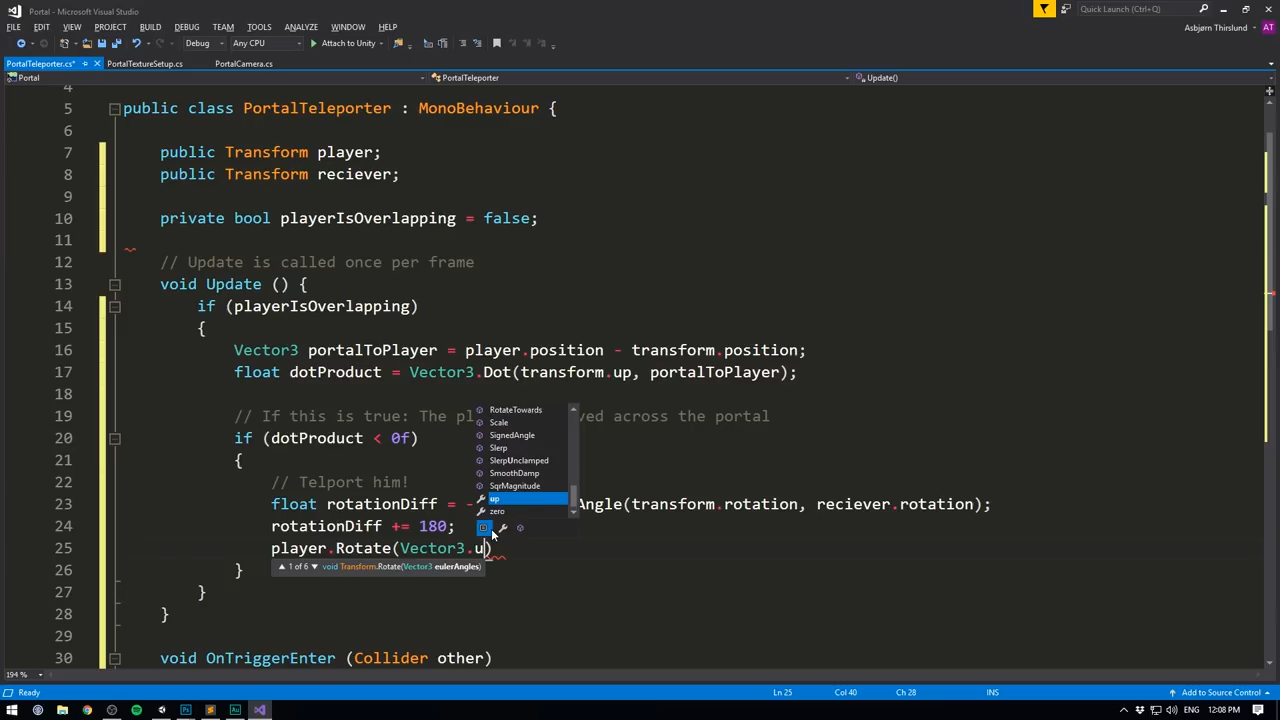 Portal - Microsoft Visual Studio
Quick Launch (Ctrl+Q)
FILE EDIT VIEW PROJECT BUILD DEBUG TEAM TOOLS ANALYZE WINDOW HELP
Asbjørn Thirslund AT
Debug Any CPU Attach to Unity
PortalTeleporter.cs* PortalTextureSetup.cs PortalCamera.cs
Portal PortalTeleporter Update()
4
5 public class PortalTeleporter : MonoBehaviour {
6
7 public Transform player;
8 public Transform reciever;
9
10 private bool playerIsOverlapping = false;
11
12 // Update is called once per frame
13 void Update () {
14 if (playerIsOverlapping)
15 {
16 Vector3 portalToPlayer = player.position - transform.position;
17 float dotProduct = Vector3.Dot(transform.up, portalToPlayer);
18
19 // If this is true: The pl ved across the portal
20 if (dotProduct < 0f)
21 {
22 // Telport him!
23 float rotationDiff = - Angle(transform.rotation, reciever.rotation);
24 rotationDiff += 180;
25 player.Rotate(Vector3.u)
26 }
27 }
28 }
29
30 void OnTriggerEnter (Collider other)
RotateTowards
Scale
SignedAngle
Slerp
SlerpUnclamped
SmoothDamp
SqrMagnitude
up
zero
1 of 6 void Transform.Rotate(Vector3 eulerAngles)
194 %
Ready Ln 25 Col 40 Ch 28 INS Add to Source Control
12:08 PM